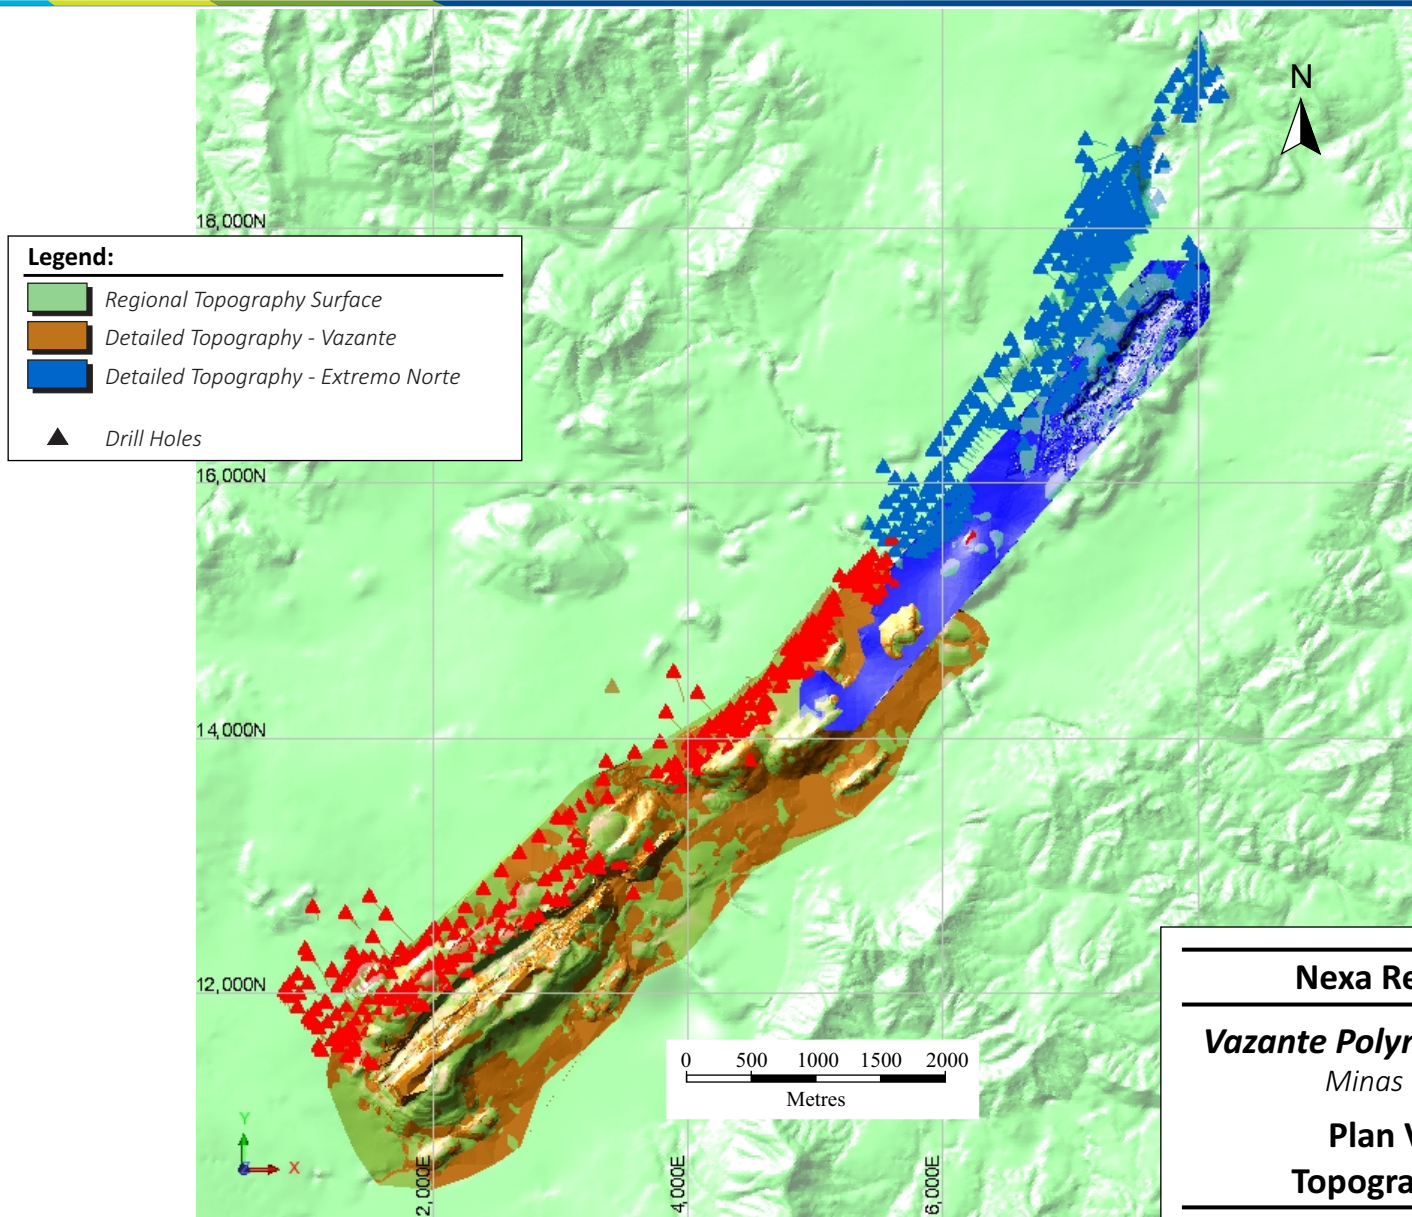 N
18,000N
Legend:
Regional Topography Surface
Detailed Topography - Vazante
Detailed Topography - Extremo Norte
Drill Holes
16,000N
14,000N
12,000N
0 500 1000 1500 2000
Metres
Nexa Re
Vazante Polyr
Minas
Plan V
Topogra
Y
X
2,000E
4,000E
6,000E